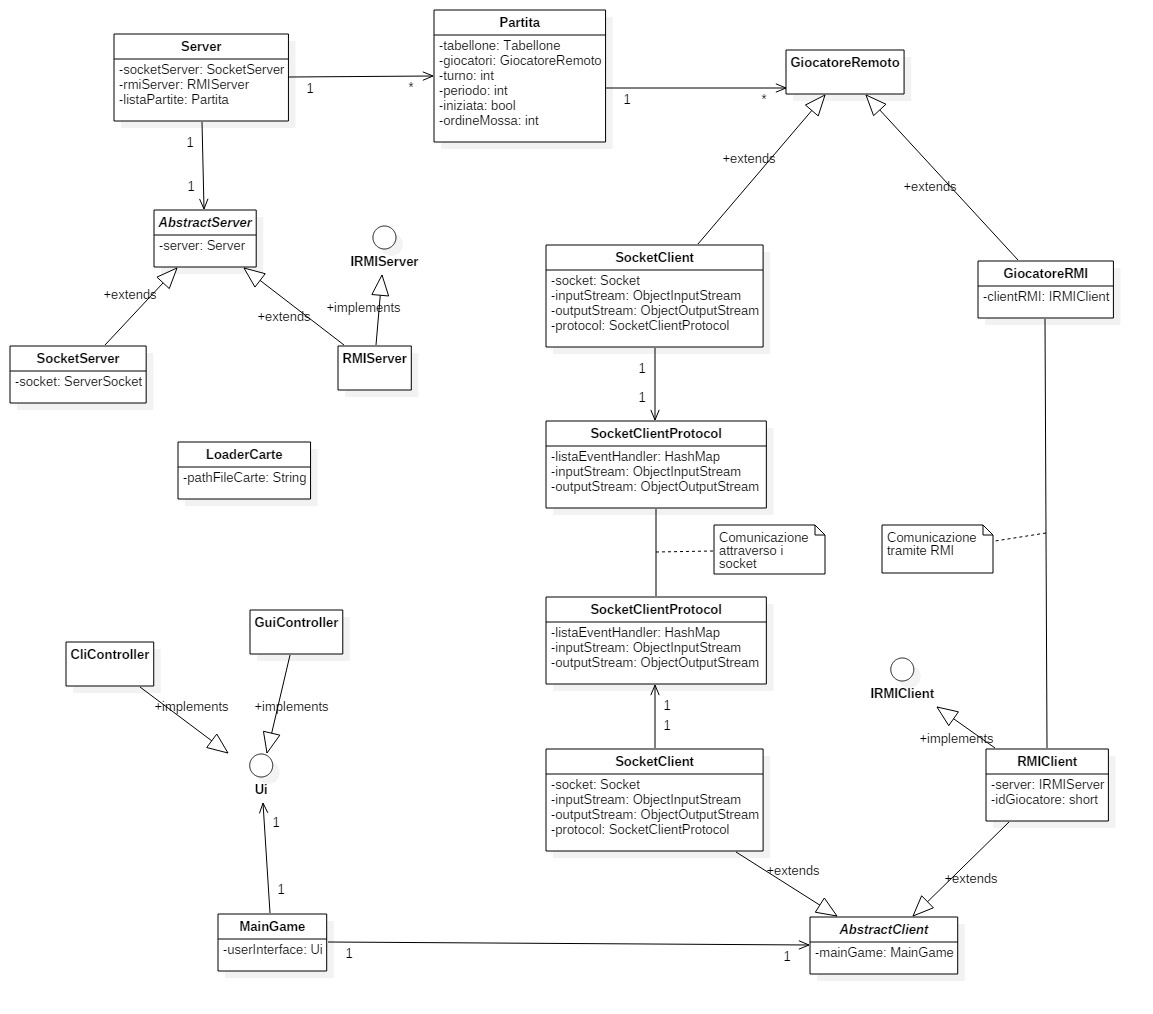 Server
-socketServer: SocketServer
-rmiServer: RMIServer
-listaPartite: Partita
1
*
Partita
-tabellone: Tabellone
-giocatori: GiocatoreRemoto
-turno: int
-periodo: int
-iniziata: bool
-ordineMossa: int
1
*
GiocatoreRemoto
1
1
+extends
+extends
AbstractServer
-server: Server
IRMIServer
+extends
+extends
+implements
SocketServer
-socket: ServerSocket
RMIServer
SocketClient
-socket: Socket
-inputStream: ObjectInputStream
-outputStream: ObjectOutputStream
-protocol: SocketClientProtocol
GiocatoreRMI
-clientRMI: IRMIClient
1
1
LoaderCarte
-pathFileCarte: String
SocketClientProtocol
-listaEventHandler: HashMap
-inputStream: ObjectInputStream
-outputStream: ObjectOutputStream
Comunicazione
attraverso i
socket
Comunicazione
tramite RMI
SocketClientProtocol
-listaEventHandler: HashMap
-inputStream: ObjectInputStream
-outputStream: ObjectOutputStream
CliController
GuiController
+implements
+implements
Ui
1
1
1
1
IRMIClient
+implements
SocketClient
-socket: Socket
-inputStream: ObjectInputStream
-outputStream: ObjectOutputStream
-protocol: SocketClientProtocol
RMIClient
-server: IRMIServer
-idGiocatore: short
+extends
+extends
MainGame
-userInterface: Ui
1
1
AbstractClient
-mainGame: MainGame